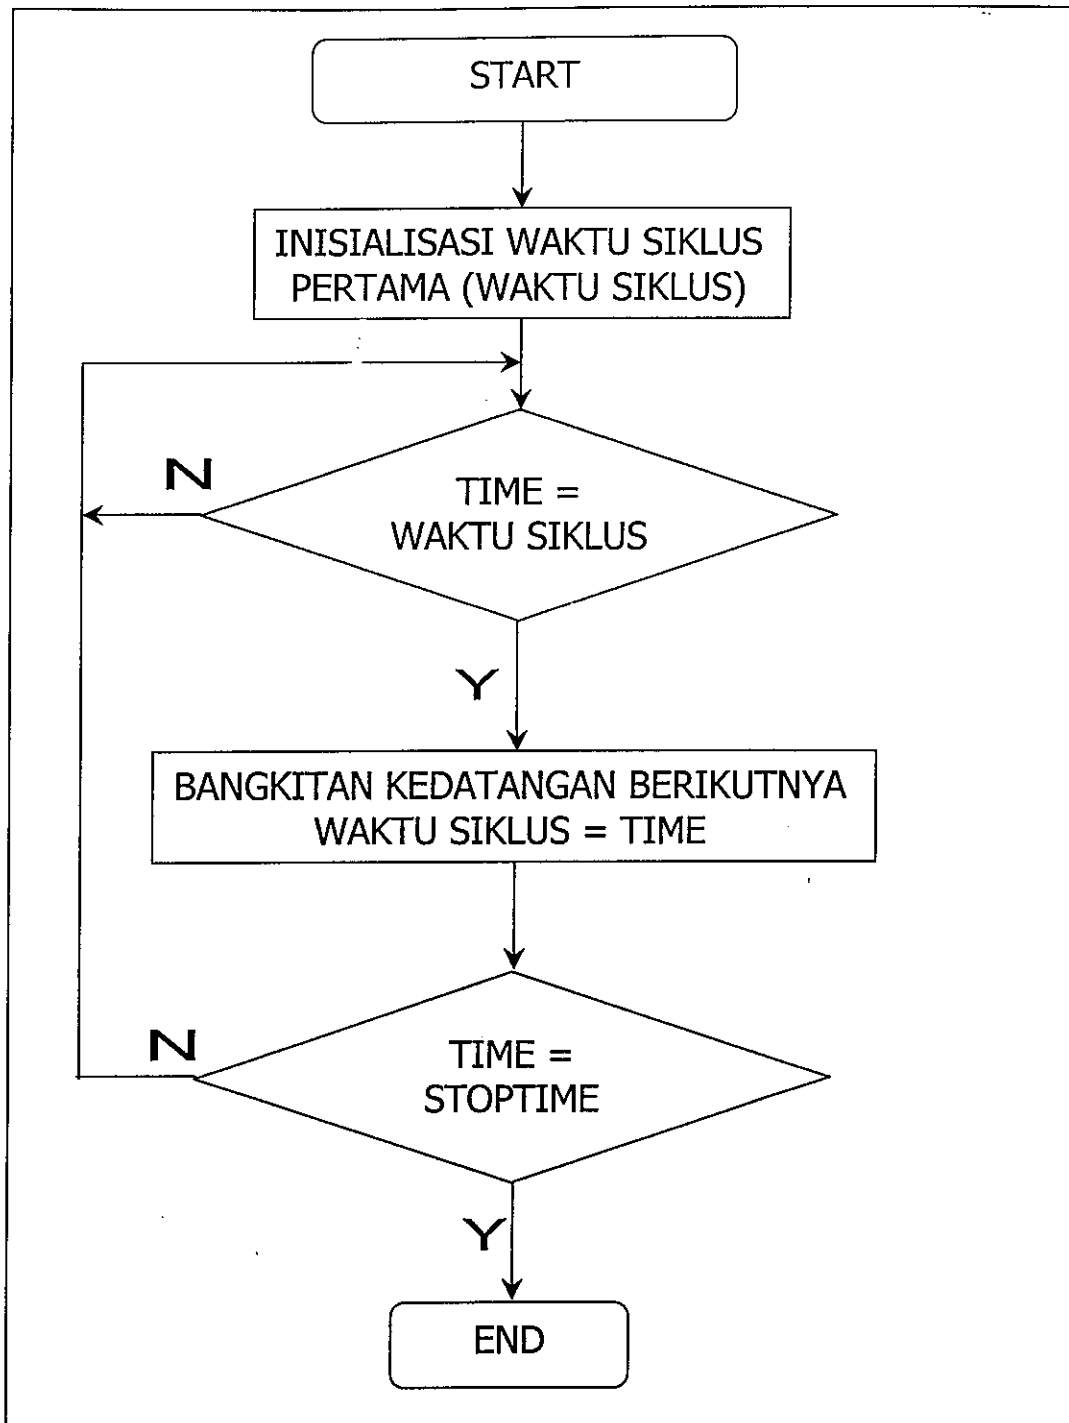 START
INISIALISASI WAKTU SIKLUS
PERTAMA (WAKTU SIKLUS)
N
TIME =
WAKTU SIKLUS
Y
BANGKITAN KEDATANGAN BERIKUTNYA
WAKTU SIKLUS = TIME
N
TIME =
STOPTIME
Y
END